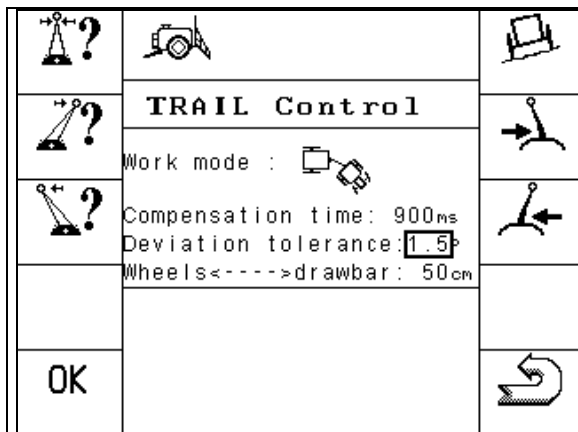 ?
TRAIL Control
?
Work mode :
?
Compensation time: 900ms
Deviation tolerance:1.5°
Wheels<---->drawbar: 50cm
OK